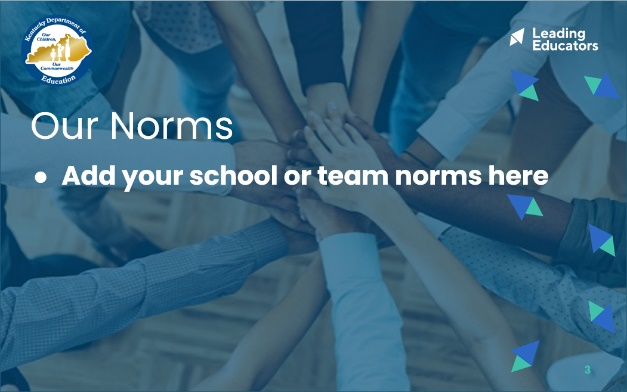 Kentucky Department of
Our
Children,
Our
Commonwealth
Education
Leading
Educators
Our Norms
● Add your school or team norms here
3